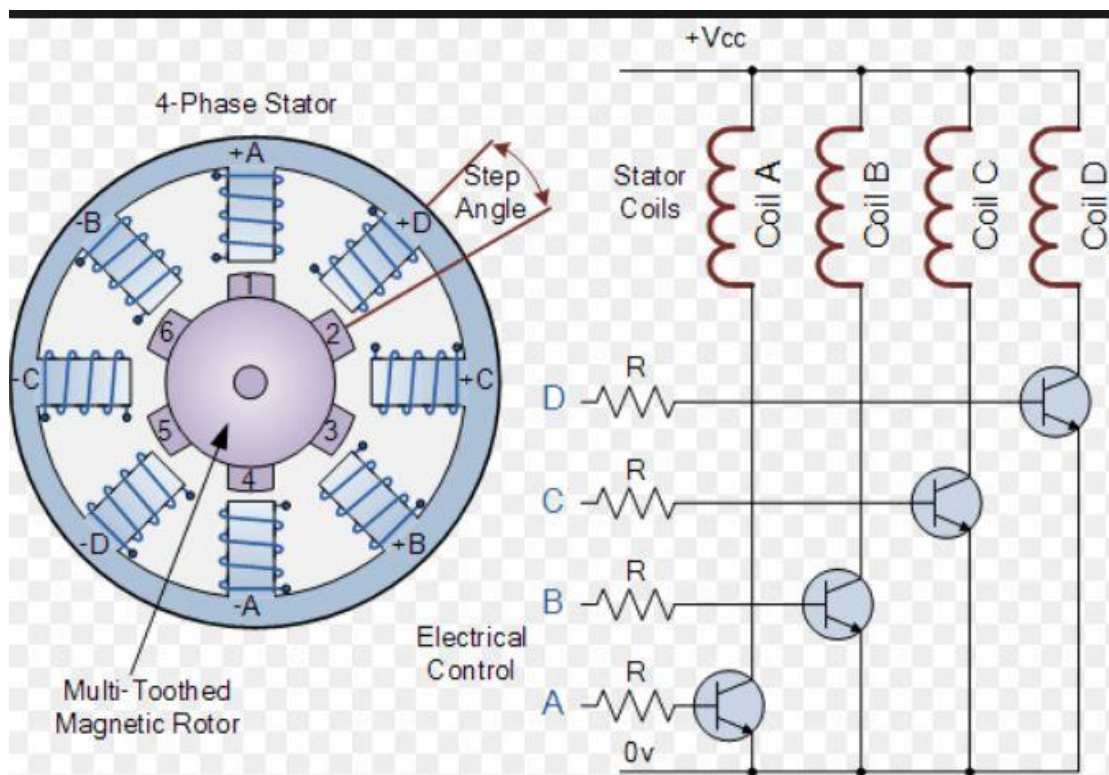 4-Phase Stator
+A
-B
+D
-C
+C
-D
+B
-A
1
2
3
4
5
6
Step
Angle
Multi-Toothed
Magnetic Rotor
+Vcc
Stator
Coils
Coil A
Coil B
Coil C
Coil D
D
R
C
R
B
R
A
R
Electrical
Control
0v